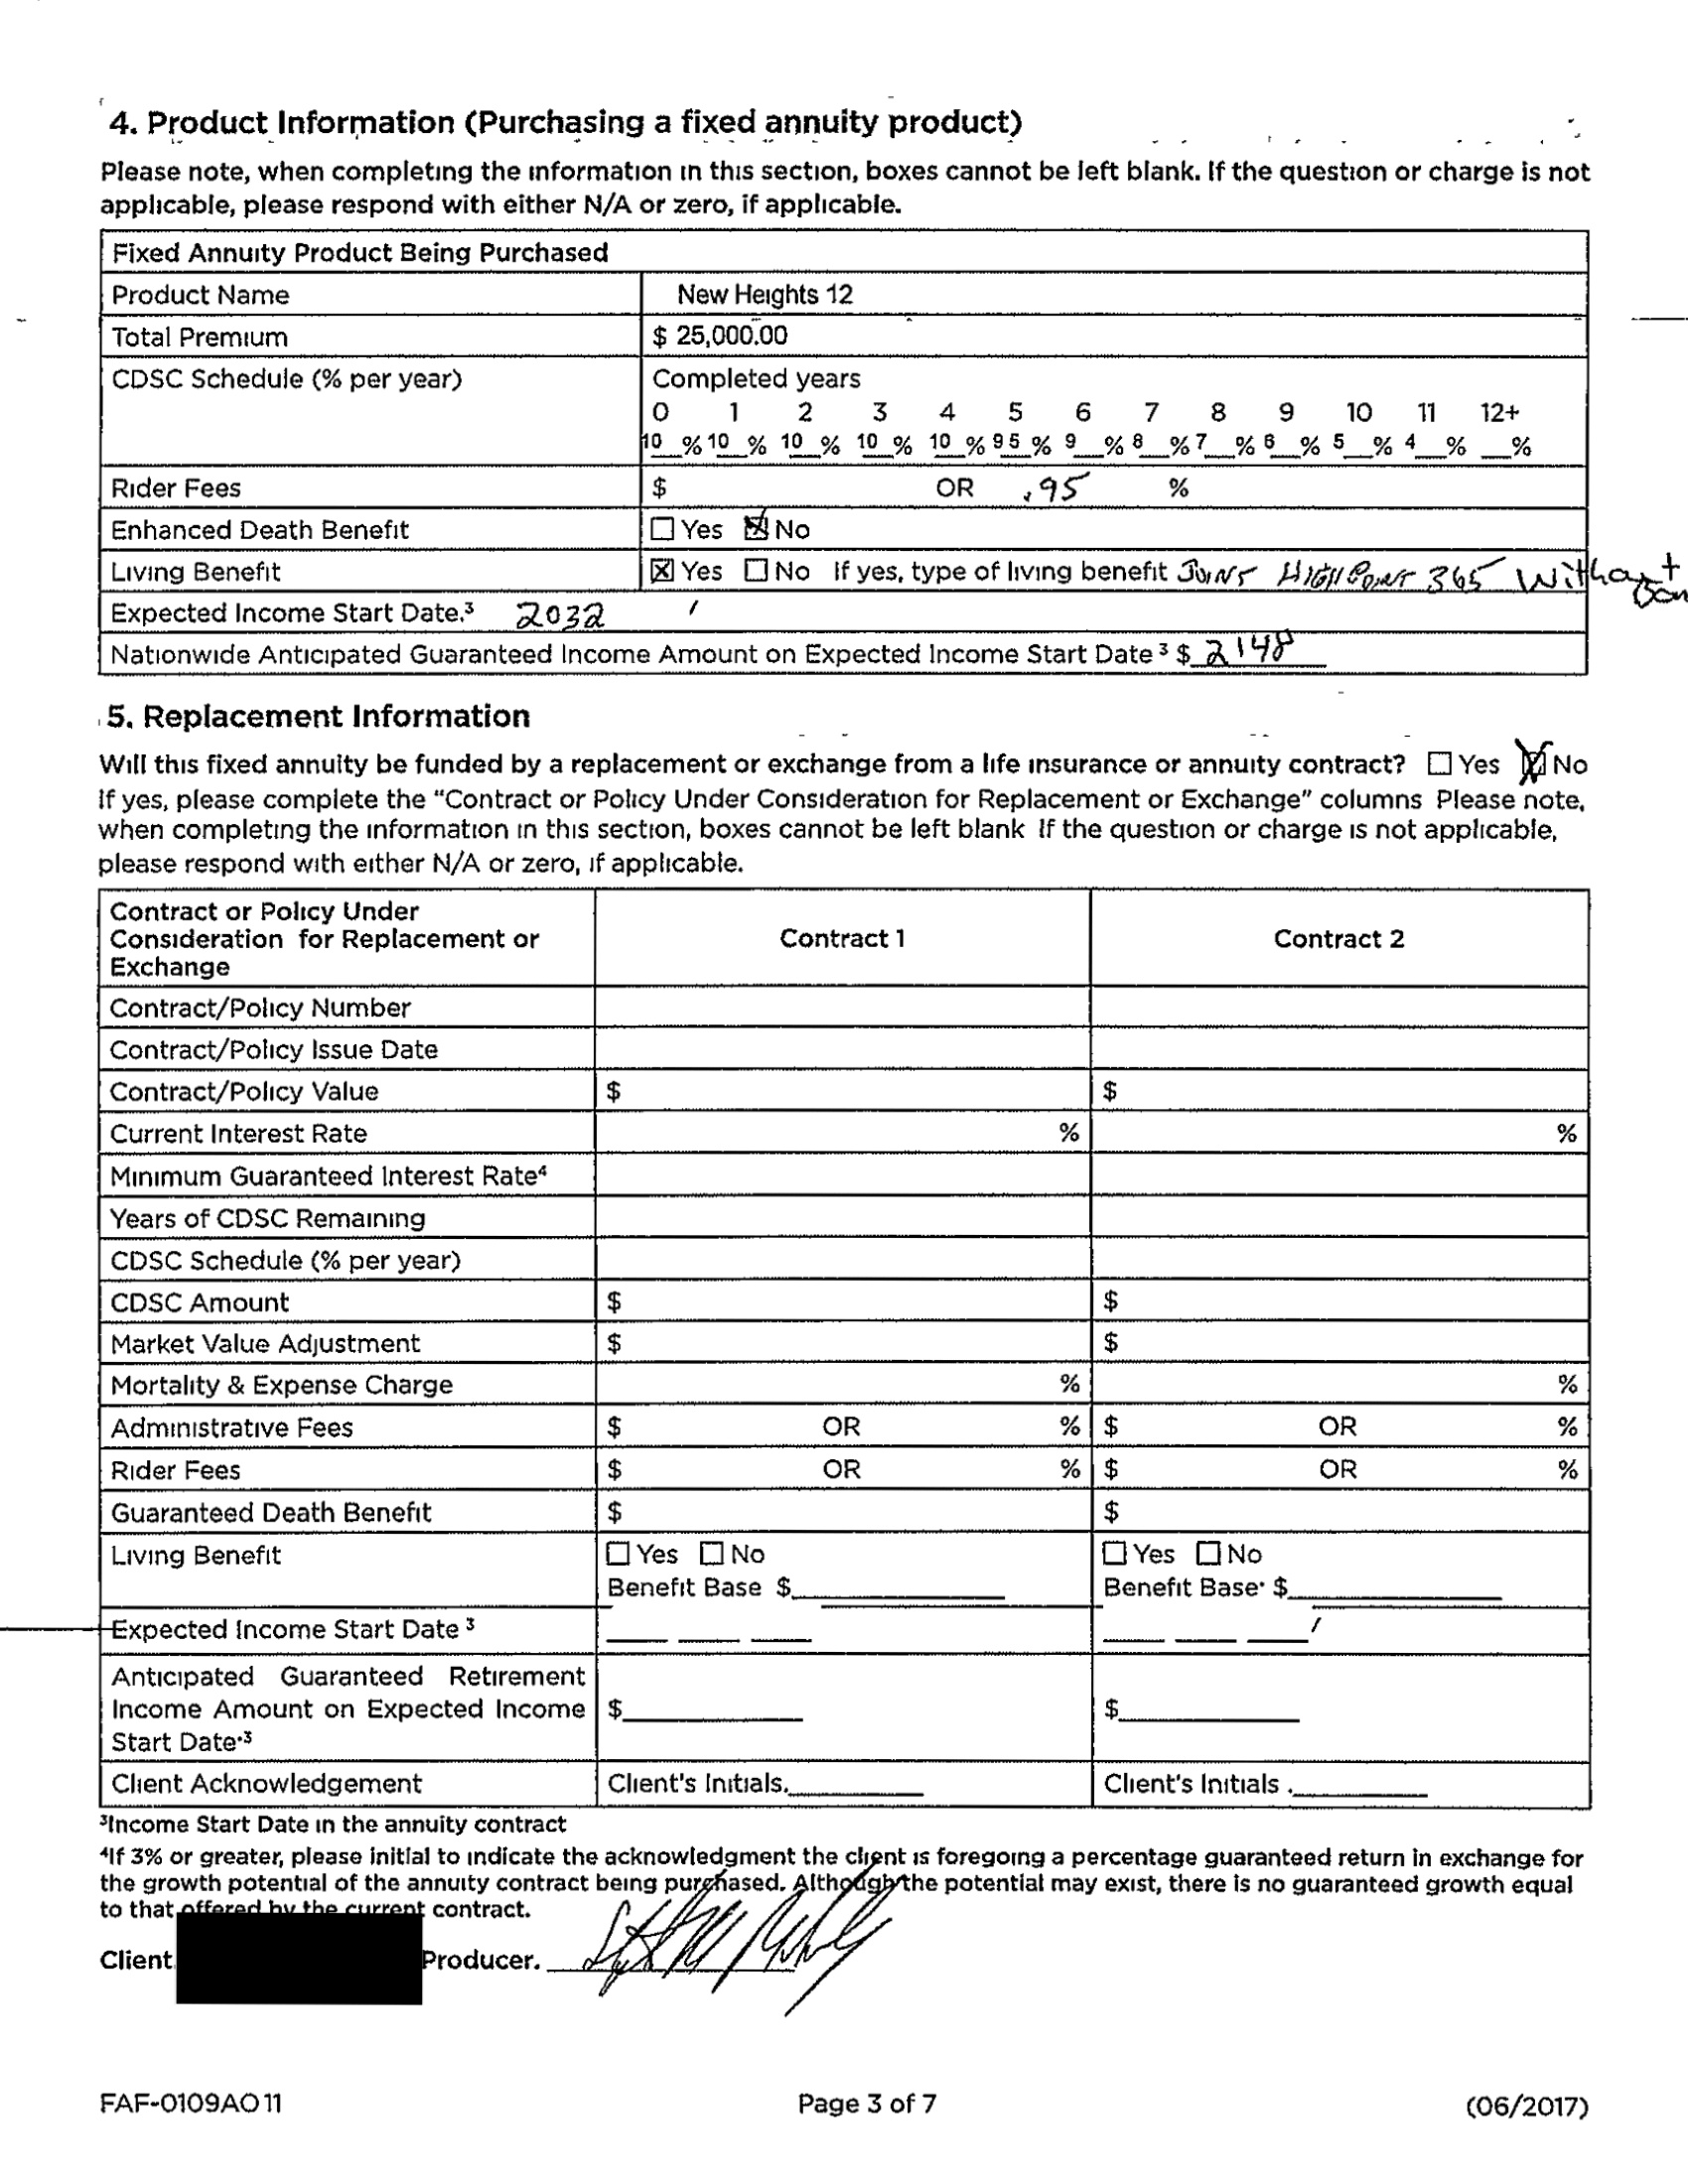 4. Product Information (Purchasing a fixed annuity product)
Please note, when completing the information in this section, boxes cannot be left blank. If the question or charge is not
applicable, please respond with either N/A or zero, if applicable.
Fixed Annuity Product Being Purchased
Product Name New Heights 12
Total Premium $ 25,000.00
CDSC Schedule (% per year) Completed years
0 1 2 3 4 5 6 7 8 9 10 11 12+
10 % 10 % 10 % 10 % 10 % 9 5 % 9 % 8 % 7 % 6 % 5 % 4 % %
Rider Fees $ OR .95 %
Enhanced Death Benefit Yes No
Living Benefit Yes No If yes, type of living benefit Joint High Point 365 With
Expected Income Start Date.³ 2032
Nationwide Anticipated Guaranteed Income Amount on Expected Income Start Date ³ $ 2148
5. Replacement Information
Will this fixed annuity be funded by a replacement or exchange from a life insurance or annuity contract? Yes No
If yes, please complete the "Contract or Policy Under Consideration for Replacement or Exchange" columns Please note,
when completing the information in this section, boxes cannot be left blank If the question or charge is not applicable,
please respond with either N/A or zero, if applicable.
Contract or Policy Under
Consideration for Replacement or Contract 1 Contract 2
Exchange
Contract/Policy Number
Contract/Policy Issue Date
Contract/Policy Value $ $
Current Interest Rate % %
Minimum Guaranteed Interest Rate⁴
Years of CDSC Remaining
CDSC Schedule (% per year)
CDSC Amount $ $
Market Value Adjustment $ $
Mortality & Expense Charge % %
Administrative Fees $ OR % $ OR %
Rider Fees $ OR % $ OR %
Guaranteed Death Benefit $ $
Living Benefit Yes No Yes No
Benefit Base $ Benefit Base· $
Expected Income Start Date ³
Anticipated Guaranteed Retirement
Income Amount on Expected Income $ $
Start Date·³
Client Acknowledgement Client's Initials. Client's Initials .
³Income Start Date in the annuity contract
⁴If 3% or greater, please initial to indicate the acknowledgment the client is foregoing a percentage guaranteed return in exchange for
the growth potential of the annuity contract being purchased. Although the potential may exist, there is no guaranteed growth equal
to that offered by the current contract.
Client Producer.
FAF-0109AO 11 Page 3 of 7 (06/2017)